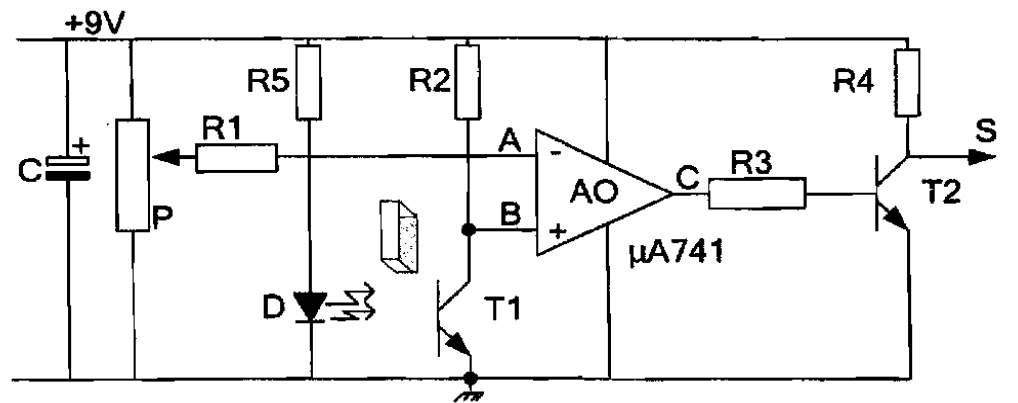 +9V
R5
R2
R4
R1
A
-
S
C
+
AO
C
R3
T2
P
B
+
µA741
D
T1